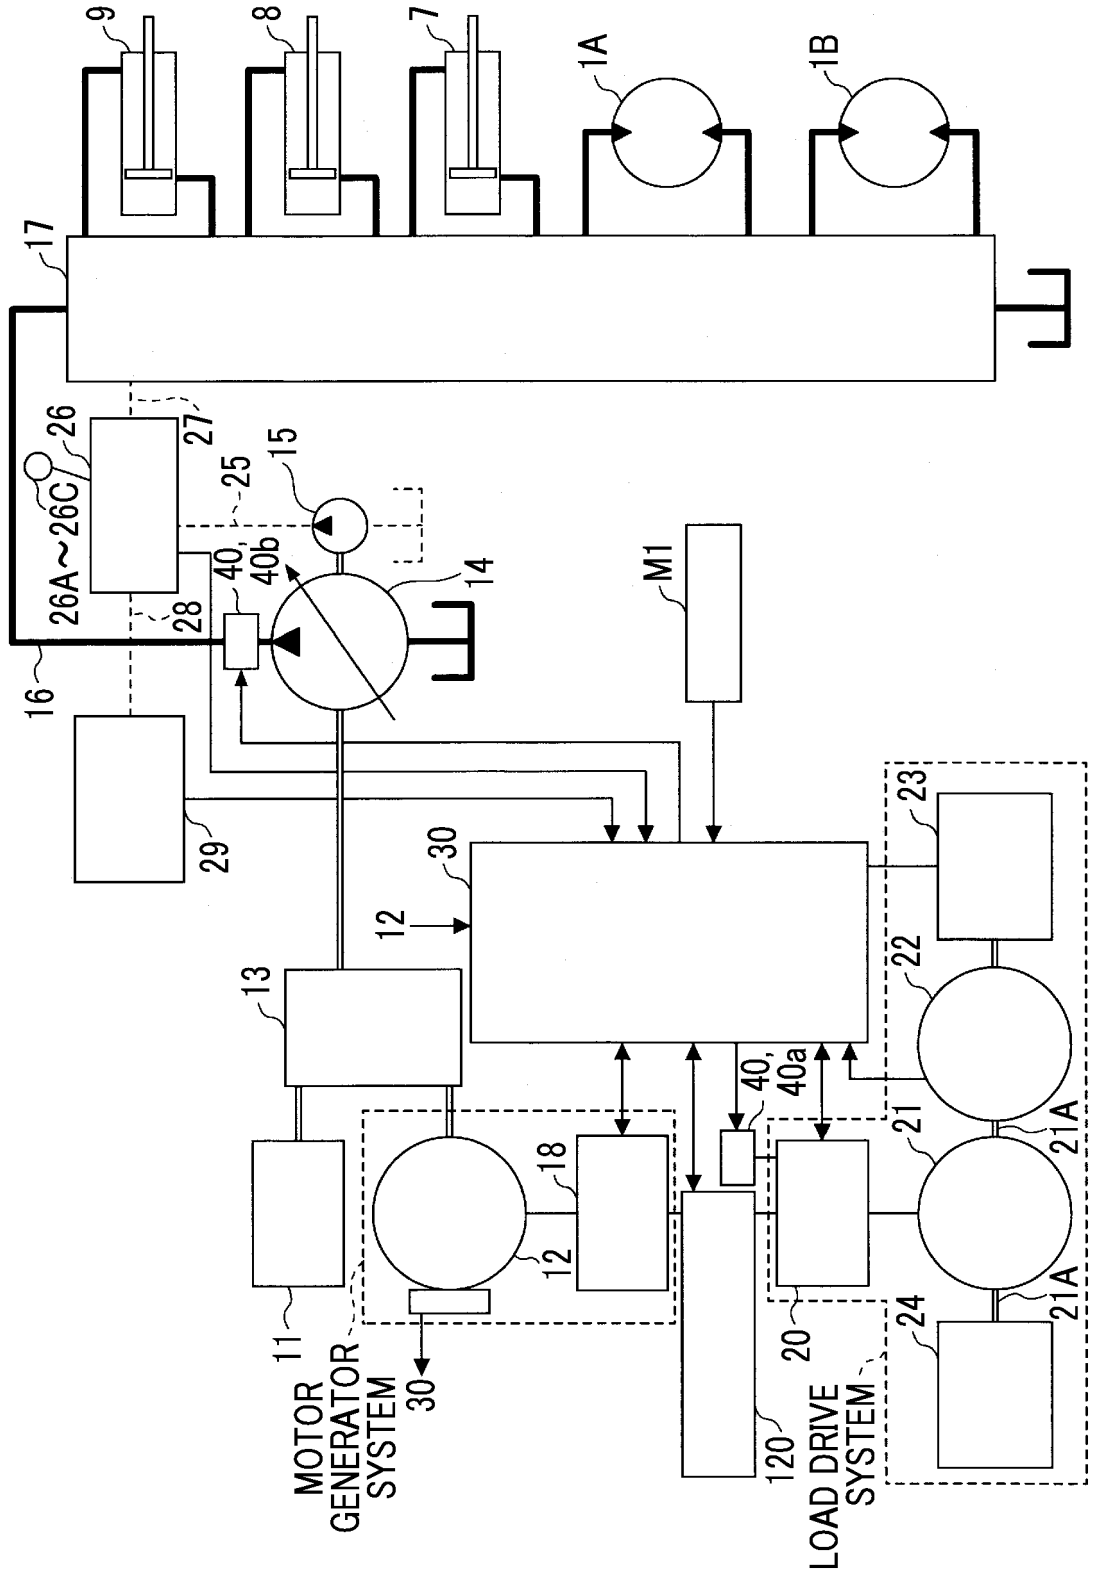 16
17
9
26A～26C
26
28
27
29
40,
40b
25
8
13
15
11
MOTOR
GENERATOR
SYSTEM
12
30
30
7
14
12
18
1A
M1
40,
40a
120
20
1B
LOAD DRIVE
SYSTEM
24
21
22
23
21A
21A